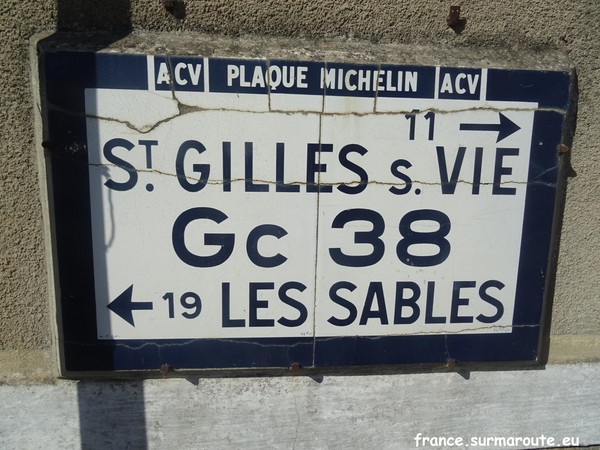 ACV PLAQUE MICHELIN ACV
11 →
ST. GILLES S. VIE
Gc 38
← 19 LES SABLES
france.surmaroute.eu